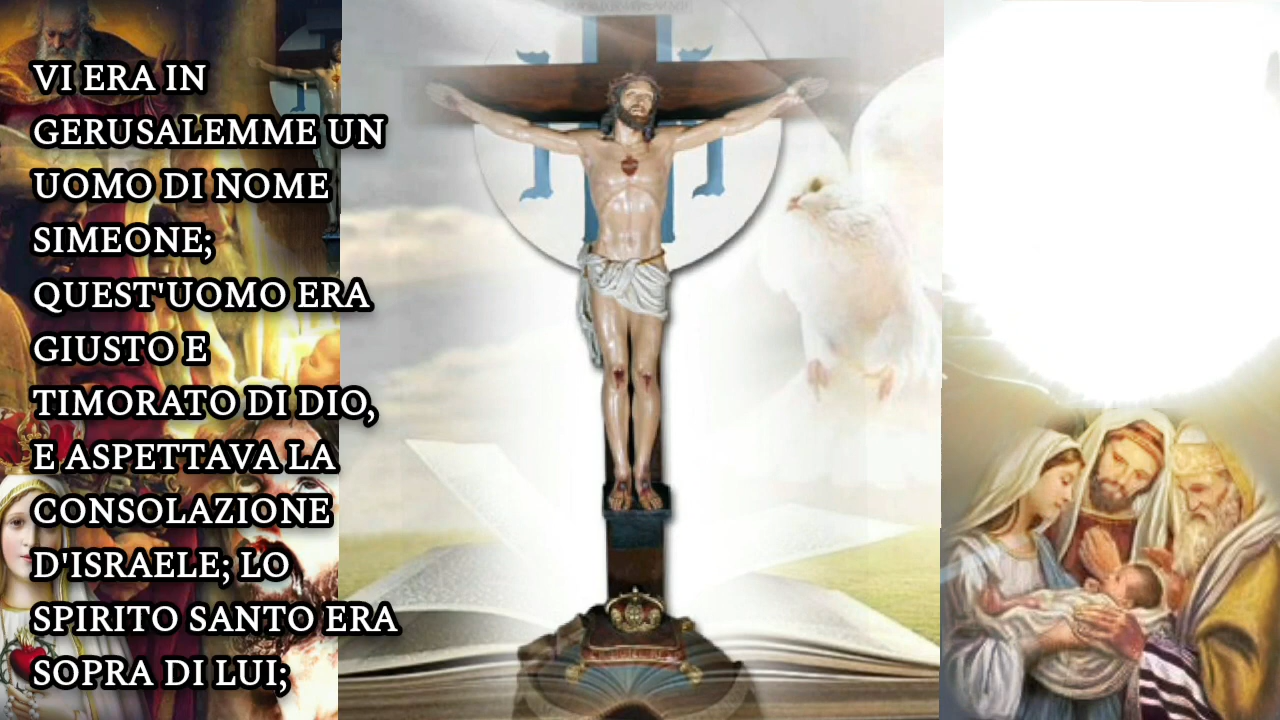 VI ERA IN
GERUSALEMME UN
UOMO DI NOME
SIMEONE;
QUEST'UOMO ERA
GIUSTO E
TIMORATO DI DIO,
E ASPETTAVA LA
CONSOLAZIONE
D'ISRAELE; LO
SPIRITO SANTO ERA
SOPRA DI LUI;